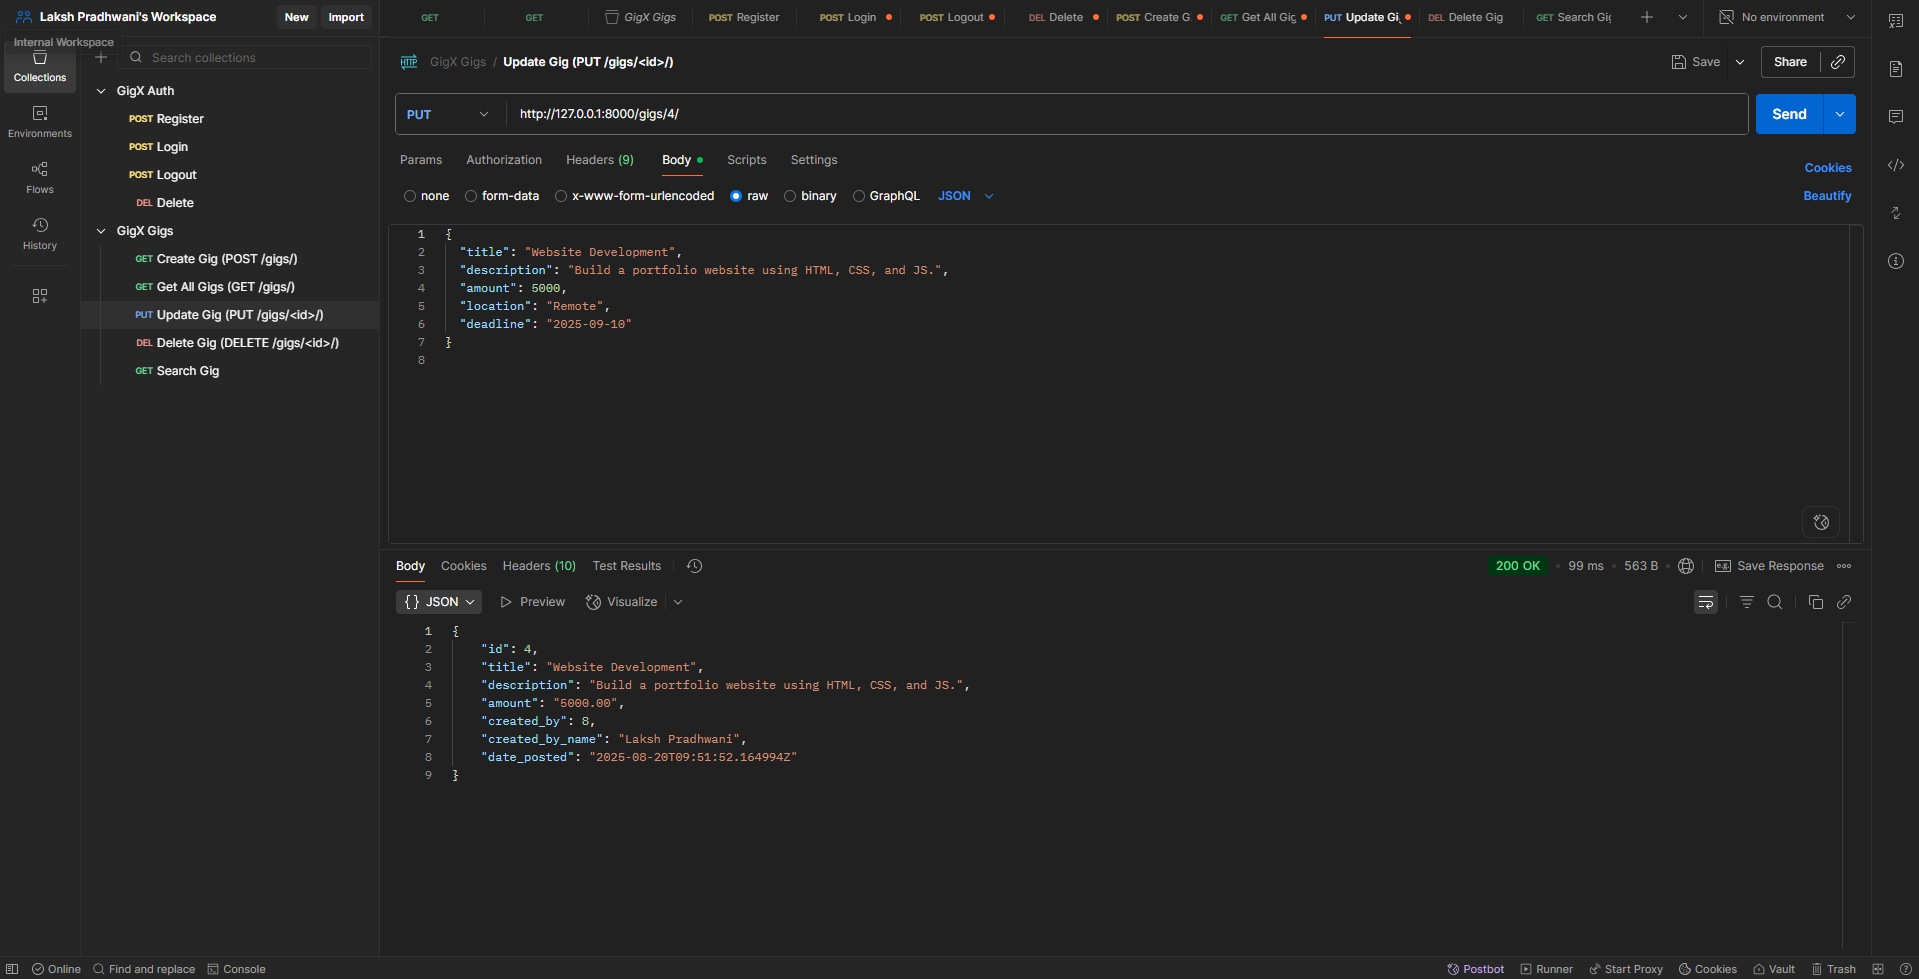 Laksh Pradhwani's Workspace
New
Import
GET
GET
GigX Gigs
POST Register
POST Login
POST Logout
DEL Delete
POST Create G
GET Get All Gig
PUT Update Gi
DEL Delete Gig
GET Search Gig
No environment
Internal Workspace
Collections
Environments
Flows
History
Search collections
GigX Auth
POST Register
POST Login
POST Logout
DEL Delete
GigX Gigs
GET Create Gig (POST /gigs/)
GET Get All Gigs (GET /gigs/)
PUT Update Gig (PUT /gigs/<id>/)
DEL Delete Gig (DELETE /gigs/<id>/)
GET Search Gig
HTTP GigX Gigs / Update Gig (PUT /gigs/<id>/)
Save
Share
PUT http://127.0.0.1:8000/gigs/4/
Send
Params Authorization Headers (9) Body Scripts Settings
Cookies
none form-data x-www-form-urlencoded raw binary GraphQL JSON
Beautify
1 {
2 "title": "Website Development",
3 "description": "Build a portfolio website using HTML, CSS, and JS.",
4 "amount": 5000,
5 "location": "Remote",
6 "deadline": "2025-09-10"
7 }
8
Body Cookies Headers (10) Test Results
200 OK • 99 ms • 563 B
e.g. Save Response
{} JSON Preview Visualize
1 {
2 "id": 4,
3 "title": "Website Development",
4 "description": "Build a portfolio website using HTML, CSS, and JS.",
5 "amount": "5000.00",
6 "created_by": 8,
7 "created_by_name": "Laksh Pradhwani",
8 "date_posted": "2025-08-20T09:51:52.164994Z"
9 }
Online Find and replace Console
Postbot Runner Start Proxy Cookies Vault Trash